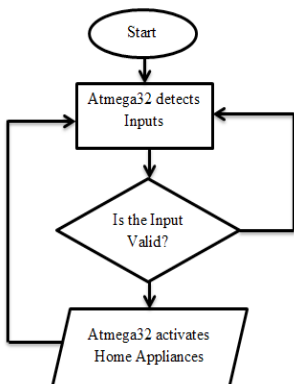 Start
Atmega32 detects
Inputs
Is the Input
Valid?
Atmega32 activates
Home Appliances